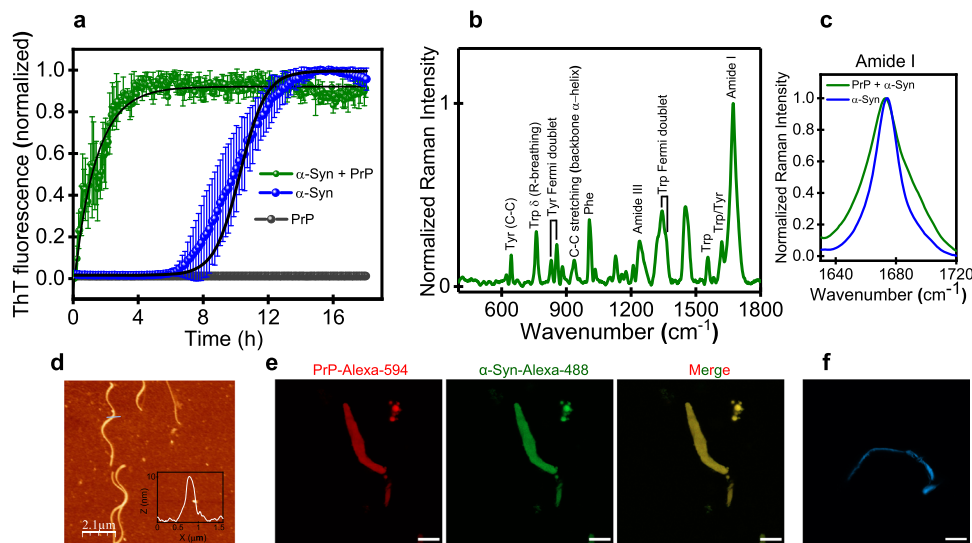 a
ThT fluorescence (normalized)
1.0
0.8
0.6
0.4
0.2
0.0
α-Syn + PrP
α-Syn
PrP
0 4 8 12 16
Time (h)
b
Normalized Raman Intensity
1
0
Tyr (C-C)
Trp δ (R-breathing)
Tyr Fermi doublet
C-C stretching (backbone α-helix)
Phe
Amide III
Trp Fermi doublet
Trp
Trp/Tyr
Amide I
600 900 1200 1500 1800
Wavenumber (cm⁻¹)
c
Amide I
Normalized Raman Intensity
PrP + α-Syn
α-Syn
1.0
0.8
0.6
0.4
0.2
0.0
1640 1680 1720
Wavenumber (cm⁻¹)
d
2.1µm
Z (nm)
10
0
0 0.5 1 1.5
X (µm)
e
PrP-Alexa-594
α-Syn-Alexa-488
Merge
f